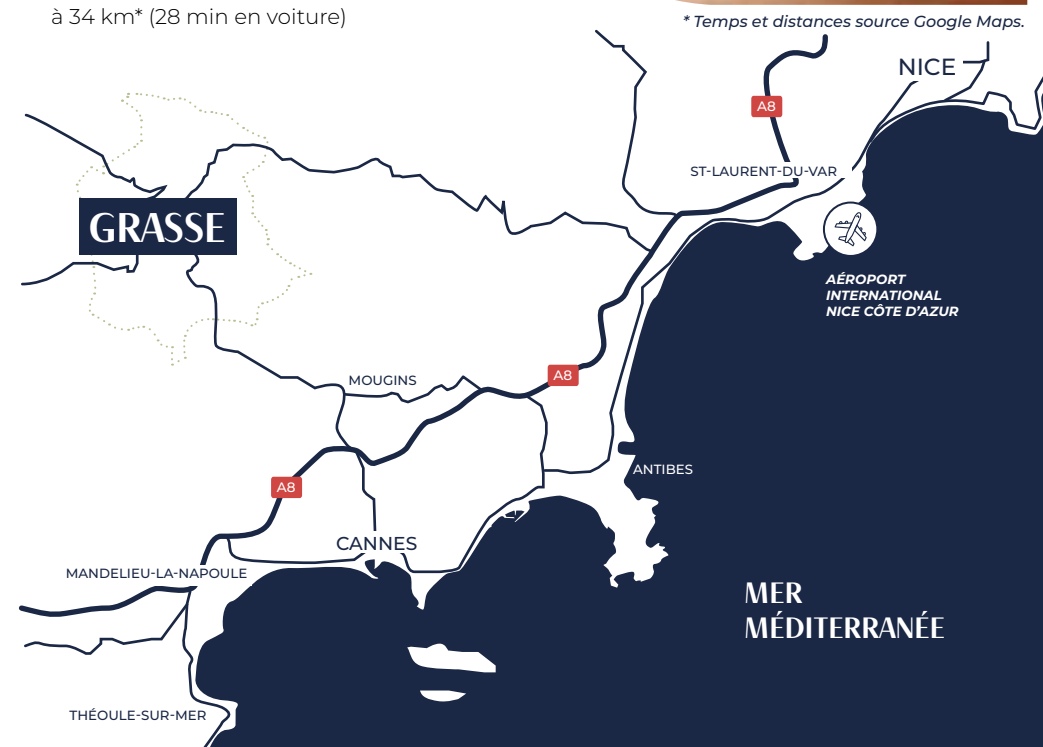 à 34 km* (28 min en voiture)
* Temps et distances source Google Maps.
NICE
A8
ST-LAURENT-DU-VAR
GRASSE
AÉROPORT
INTERNATIONAL
NICE CÔTE D'AZUR
A8
MOUGINS
ANTIBES
A8
CANNES
MANDELIEU-LA-NAPOULE
MER
MÉDITERRANÉE
THÉOULE-SUR-MER